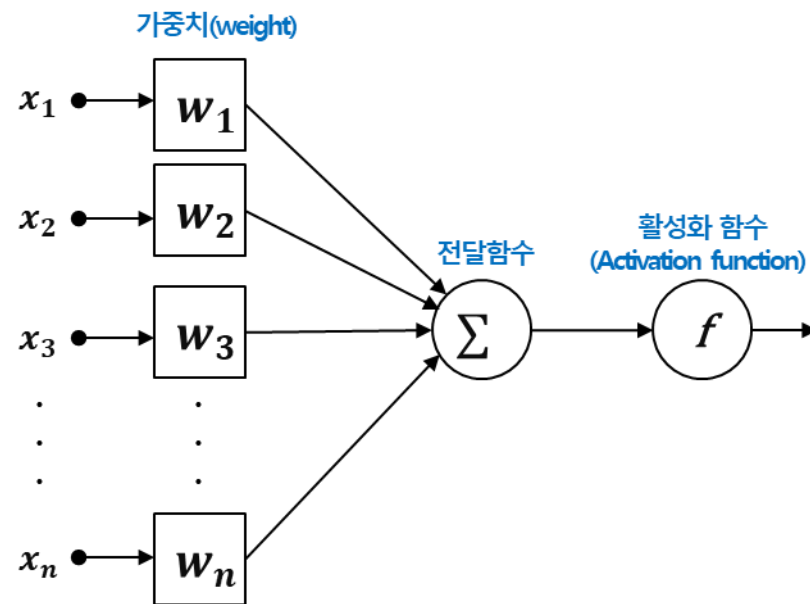 가중치(weight)
x₁ w₁
x₂ w₂
전달함수
활성화 함수
(Activation function)
x₃ w₃
∑
f
. .
. .
. .
xₙ wₙ